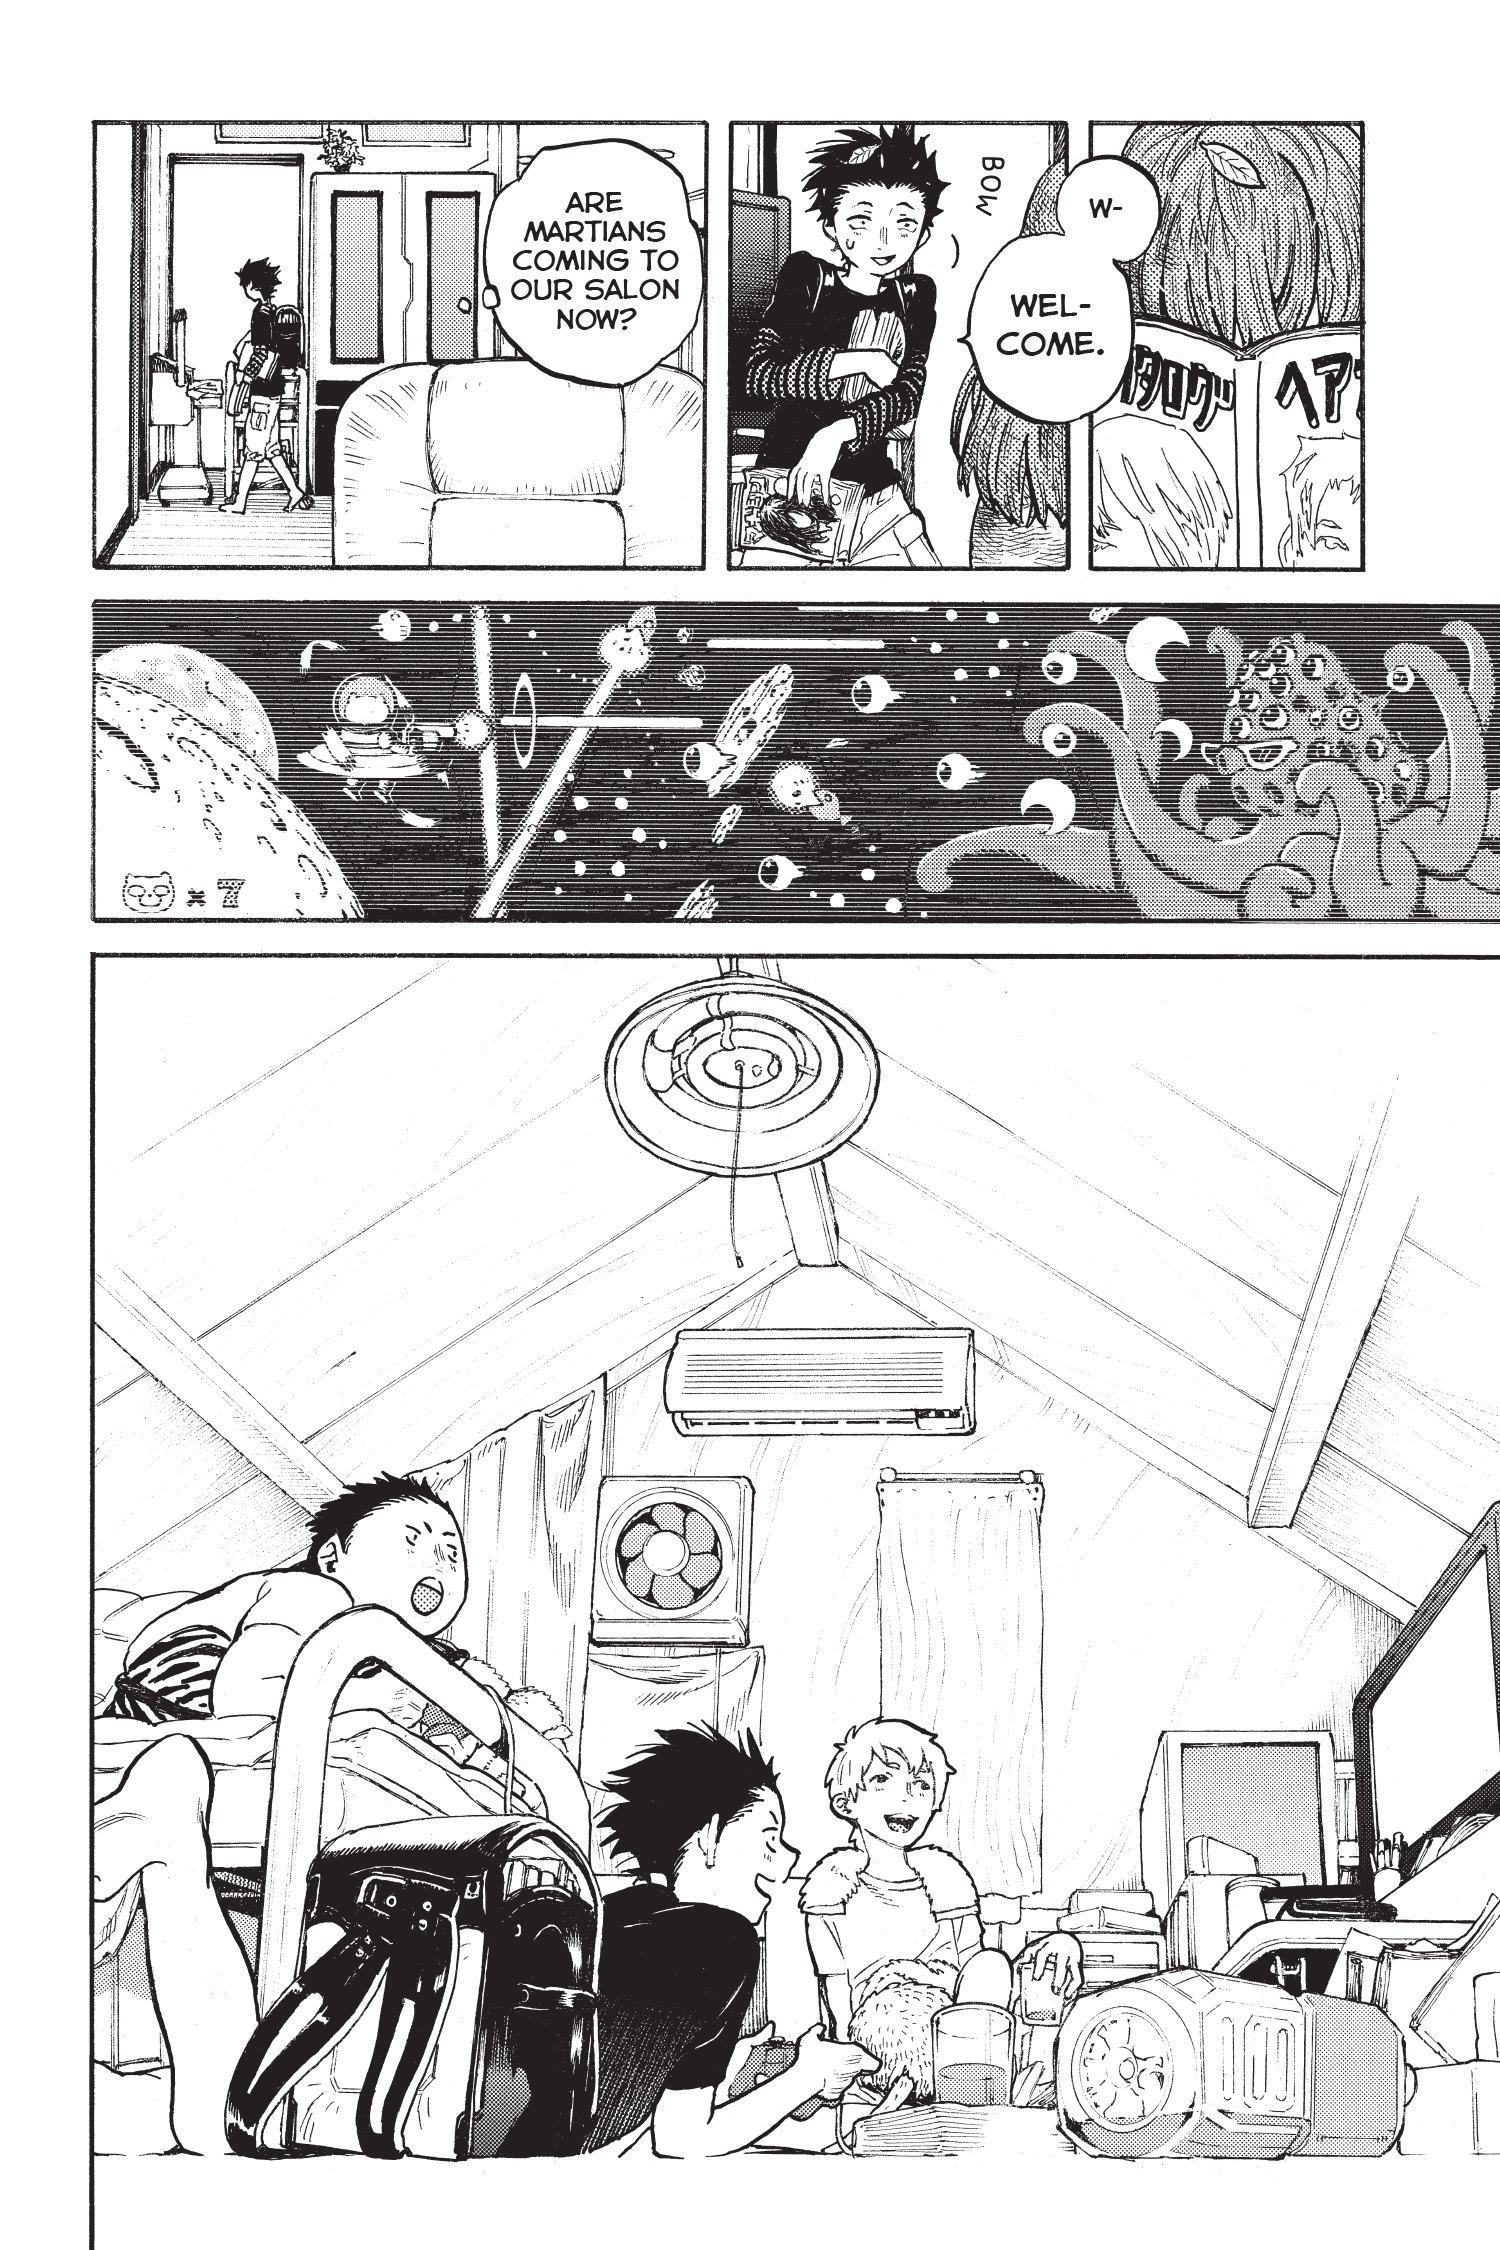 W-
WEL-
COME.
タログ
ヘア
BOW
ARE
MARTIANS
COMING TO
OUR SALON
NOW?
× 7